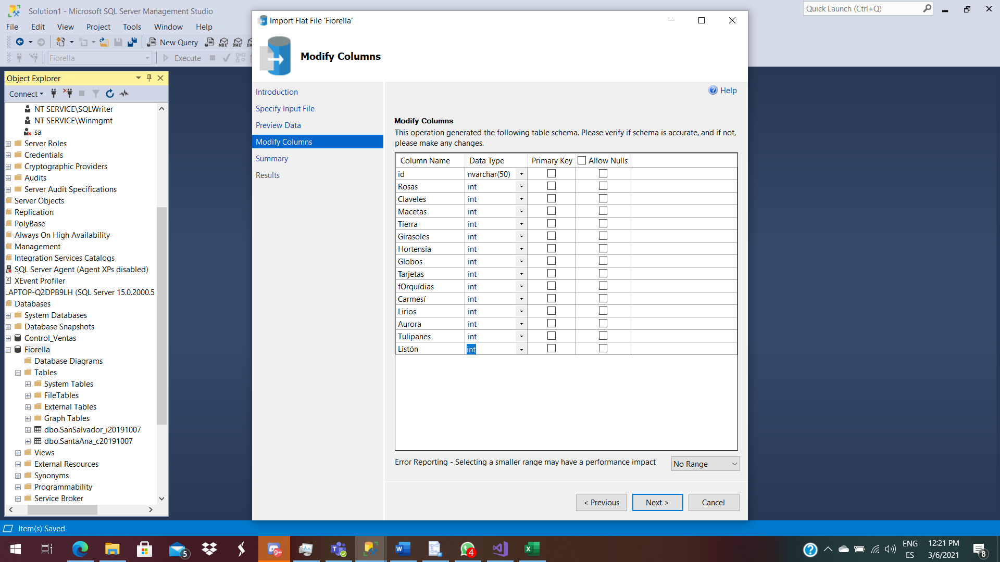 Solution1 - Microsoft SQL Server Management Studio
Quick Launch (Ctrl+Q)
File Edit View Project Tools Window Help
New Query
MDX DMX
Fiorella
Execute
Object Explorer
Connect
NT SERVICE\SQLWriter
NT SERVICE\Winmgmt
sa
Server Roles
Credentials
Cryptographic Providers
Audits
Server Audit Specifications
Server Objects
Replication
PolyBase
Always On High Availability
Management
Integration Services Catalogs
SQL Server Agent (Agent XPs disabled)
XEvent Profiler
LAPTOP-Q2DPB9LH (SQL Server 15.0.2000.5
Databases
System Databases
Database Snapshots
Control_Ventas
Fiorella
Database Diagrams
Tables
System Tables
FileTables
External Tables
Graph Tables
dbo.SanSalvador_i20191007
dbo.SantaAna_c20191007
Views
External Resources
Synonyms
Programmability
Service Broker
Import Flat File 'Fiorella'
Modify Columns
Introduction
Specify Input File
Preview Data
Modify Columns
Summary
Results
Help
Modify Columns
This operation generated the following table schema. Please verify if schema is accurate, and if not,
please make any changes.
Column Name Data Type Primary Key Allow Nulls
id nvarchar(50)
Rosas int
Claveles int
Macetas int
Tierra int
Girasoles int
Hortensia int
Globos int
Tarjetas int
fOrquídias int
Carmesí int
Lirios int
Aurora int
Tulipanes int
Listón int
Error Reporting - Selecting a smaller range may have a performance impact No Range
< Previous Next > Cancel
Item(s) Saved
5
9+
4
ENG
ES
12:21 PM
3/6/2021
8